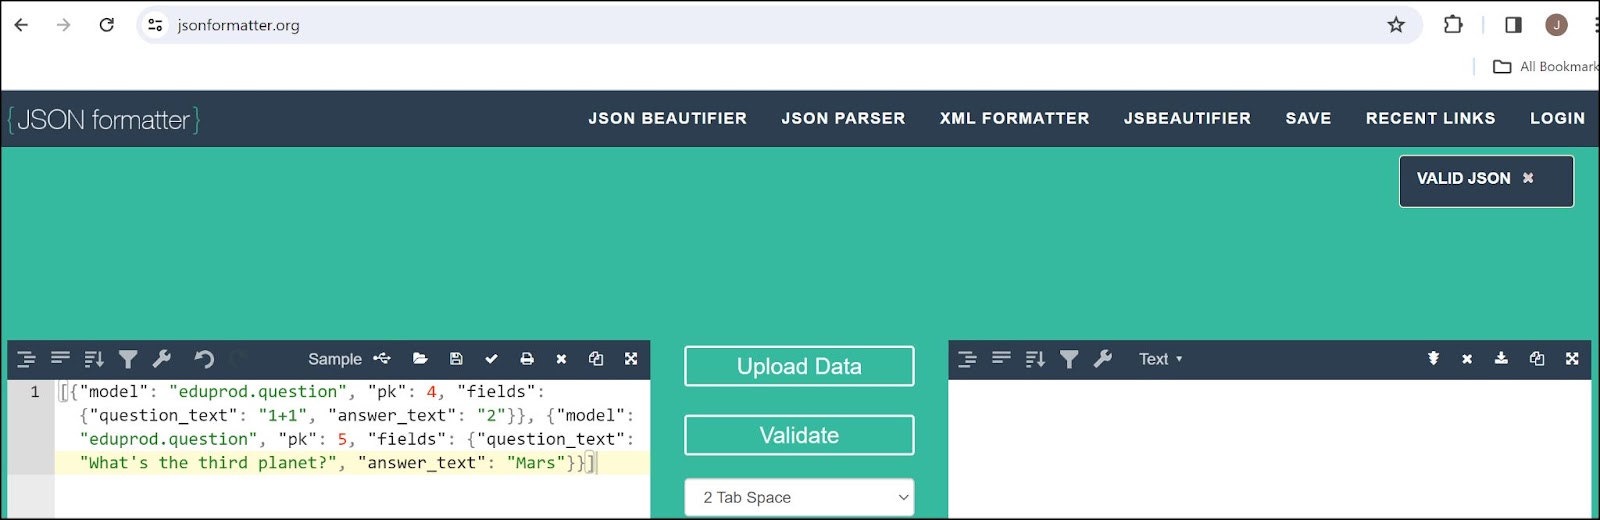 jsonformatter.org
J
All Bookmark
{JSON formatter}
JSON BEAUTIFIER JSON PARSER XML FORMATTER JSBEAUTIFIER SAVE RECENT LINKS LOGIN
VALID JSON ×
Sample
Upload Data
Text
1 [{"model": "eduprod.question", "pk": 4, "fields":
{"question_text": "1+1", "answer_text": "2"}}, {"model":
"eduprod.question", "pk": 5, "fields": {"question_text":
"What's the third planet?", "answer_text": "Mars"}}]
Validate
2 Tab Space